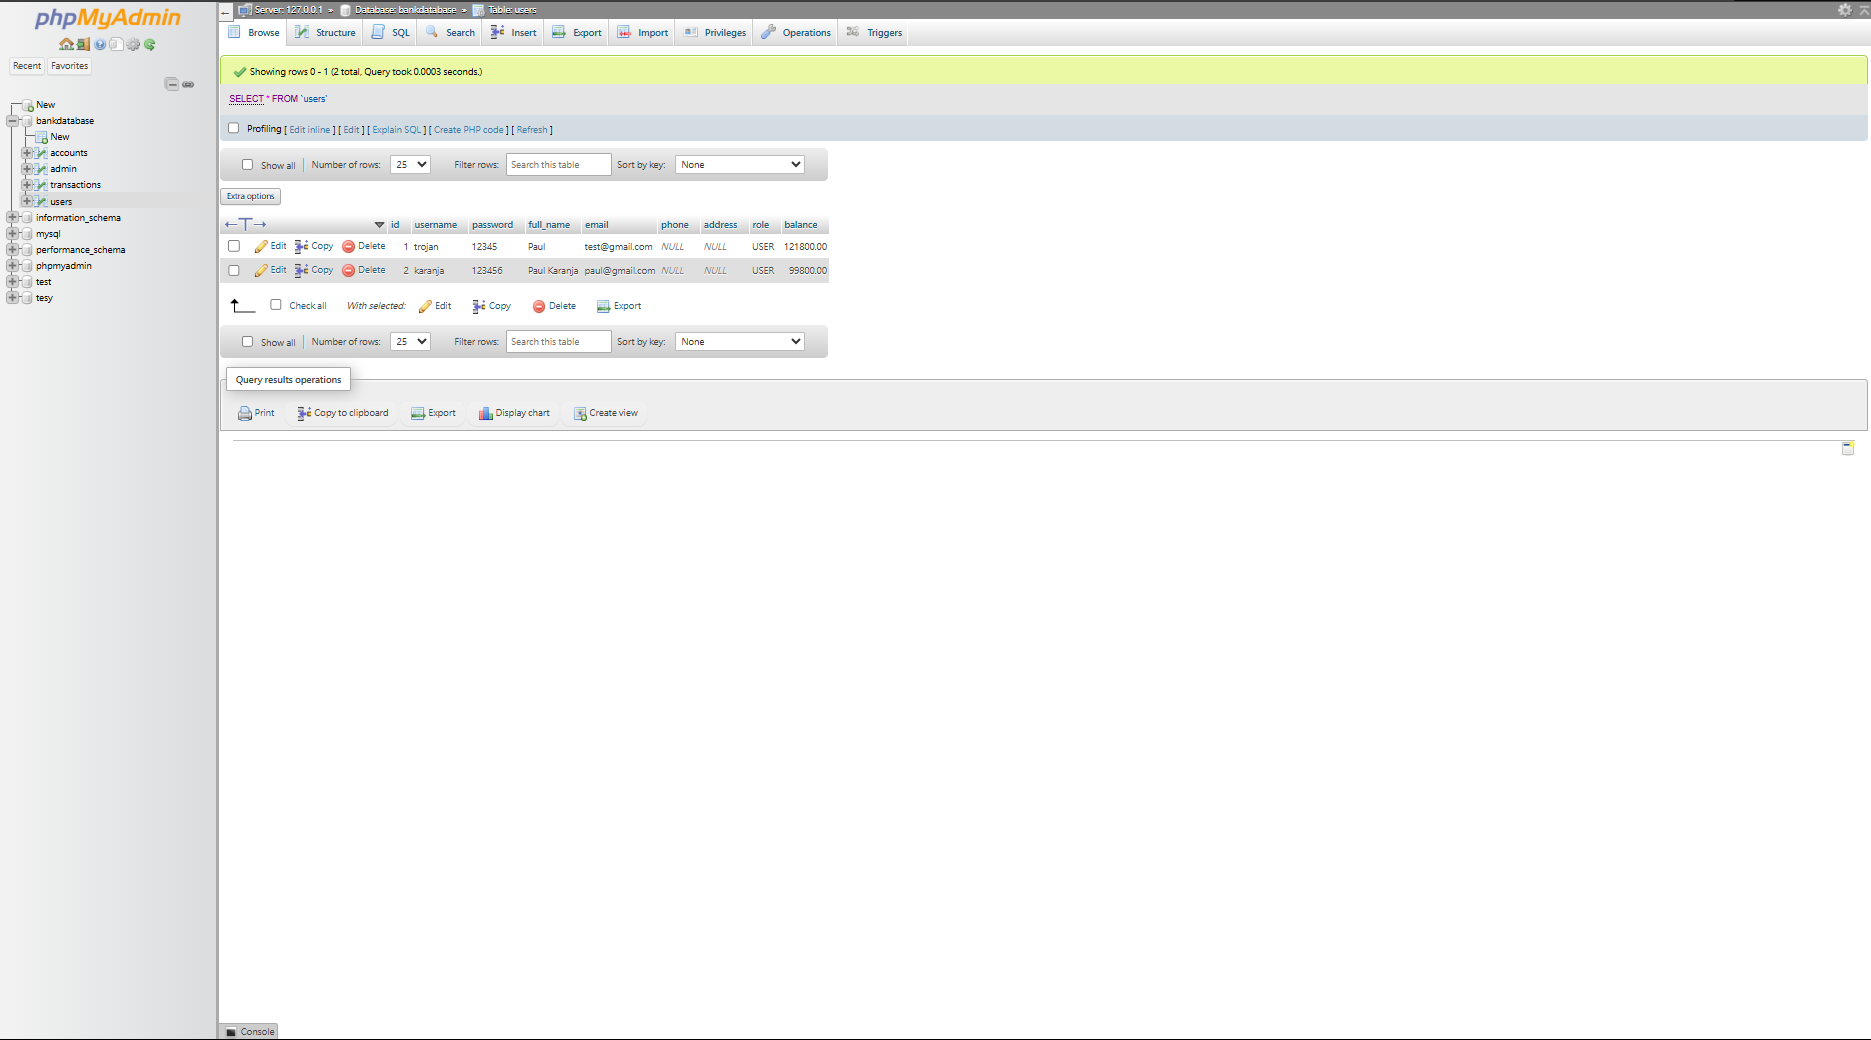 phpMyAdmin
Recent Favorites
New
bankdatabase
New
accounts
admin
transactions
users
information_schema
mysql
performance_schema
phpmyadmin
test
tesy
Server: 127.0.0.1 » Database: bankdatabase » Table: users
Browse Structure SQL Search Insert Export Import Privileges Operations Triggers
Showing rows 0 - 1 (2 total, Query took 0.0003 seconds.)
SELECT * FROM `users`
Profiling [ Edit inline ] [ Edit ] [ Explain SQL ] [ Create PHP code ] [ Refresh ]
Show all Number of rows: 25 Filter rows: Search this table Sort by key: None
Extra options
←T→ id username password full_name email phone address role balance
Edit Copy Delete 1 trojan 12345 Paul test@gmail.com NULL NULL USER 121800.00
Edit Copy Delete 2 karanja 123456 Paul Karanja paul@gmail.com NULL NULL USER 99800.00
Check all With selected: Edit Copy Delete Export
Show all Number of rows: 25 Filter rows: Search this table Sort by key: None
Query results operations
Print Copy to clipboard Export Display chart Create view
Console